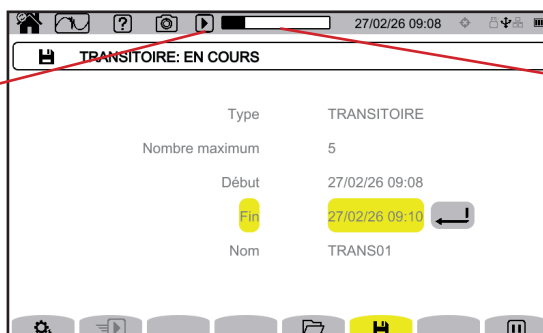 27/02/26 09:08
TRANSITOIRE: EN COURS
Type TRANSITOIRE
Nombre maximum 5
Début 27/02/26 09:08
Fin 27/02/26 09:10
Nom TRANS01